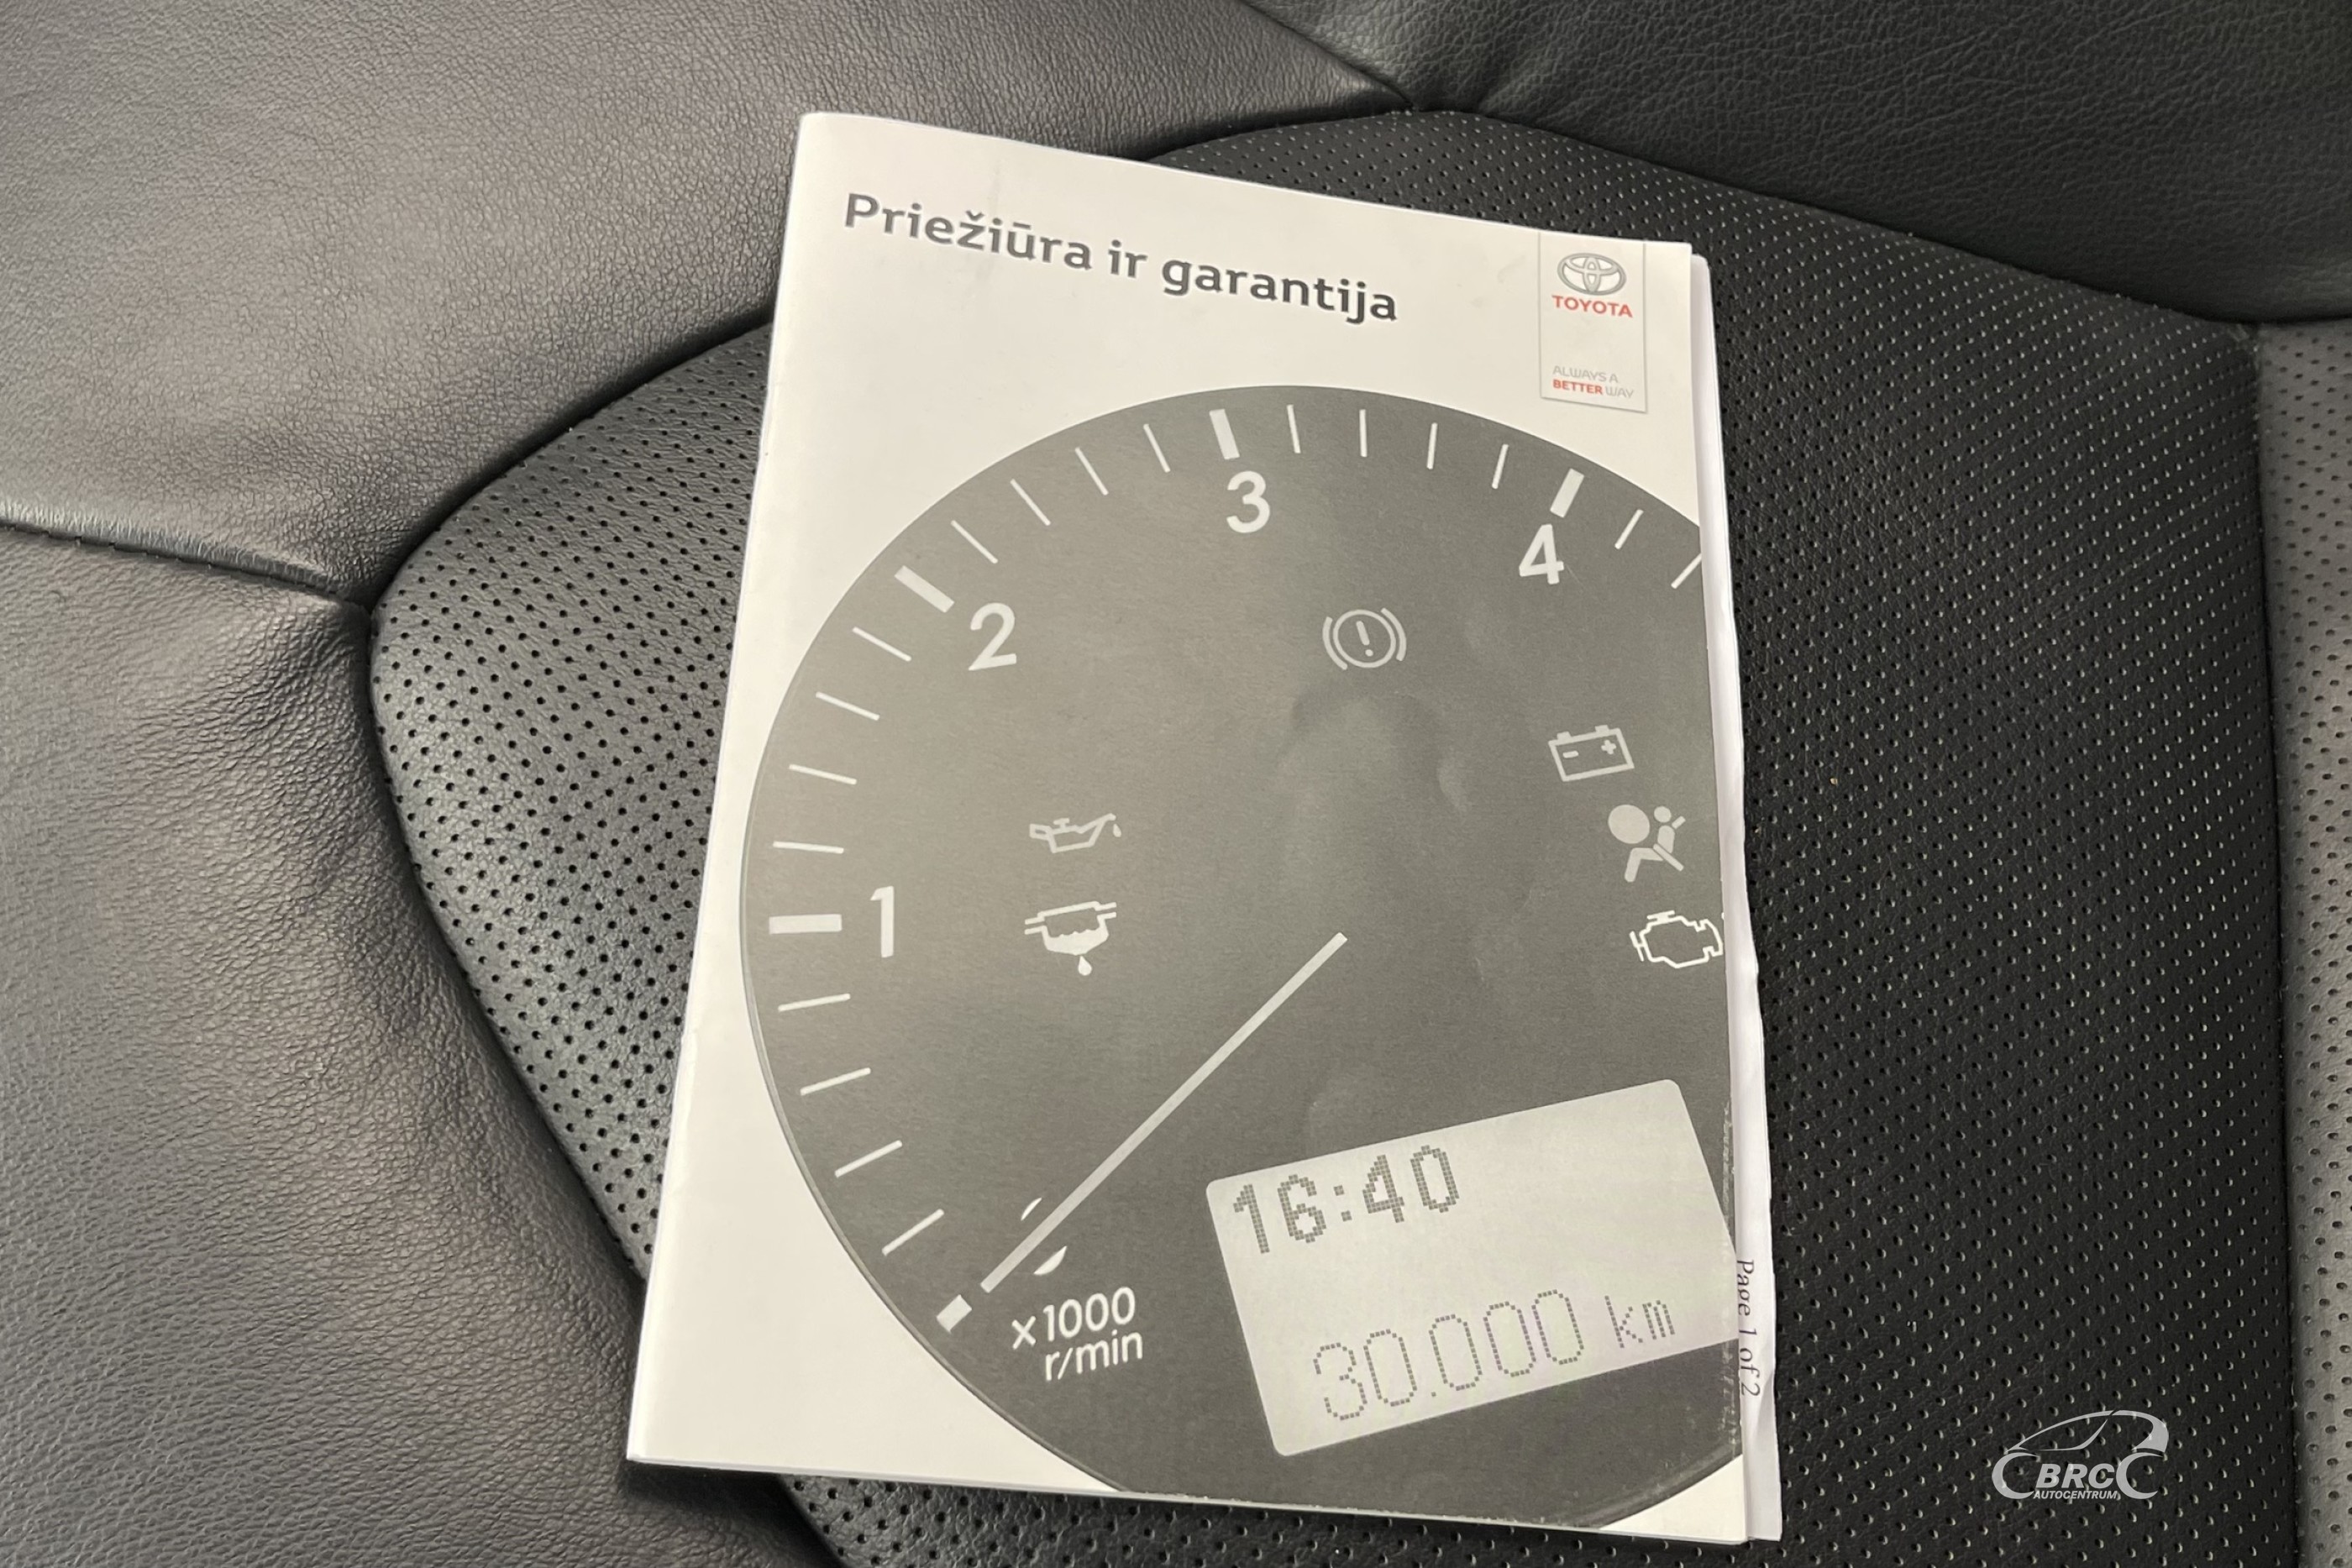 Priežiūra ir garantija
TOYOTA
ALWAYS A
BETTER WAY
3
4
2
1
16:40
30.000 km
x1000
r/min
Page 1 of 2
BRC
AUTOCENTRUM